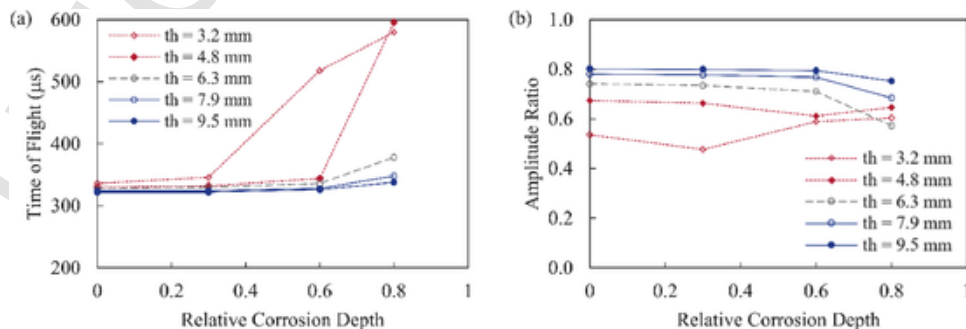 (a)
600
500
400
300
200
Time of Flight (μs)
th = 3.2 mm
th = 4.8 mm
th = 6.3 mm
th = 7.9 mm
th = 9.5 mm
0 0.2 0.4 0.6 0.8 1
Relative Corrosion Depth
(b)
1.0
0.8
0.6
0.4
0.2
0.0
Amplitude Ratio
th = 3.2 mm
th = 4.8 mm
th = 6.3 mm
th = 7.9 mm
th = 9.5 mm
0 0.2 0.4 0.6 0.8 1
Relative Corrosion Depth